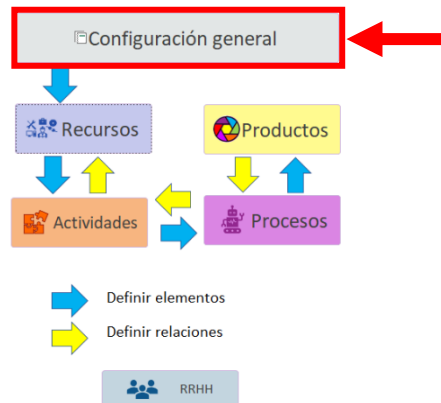 Configuración general
Recursos
Productos
Actividades
Procesos
Definir elementos
Definir relaciones
RRHH